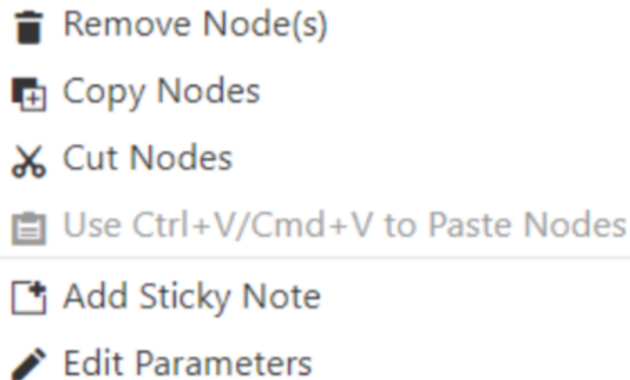 Remove Node(s)
Copy Nodes
Cut Nodes
Use Ctrl+V/Cmd+V to Paste Nodes
Add Sticky Note
Edit Parameters